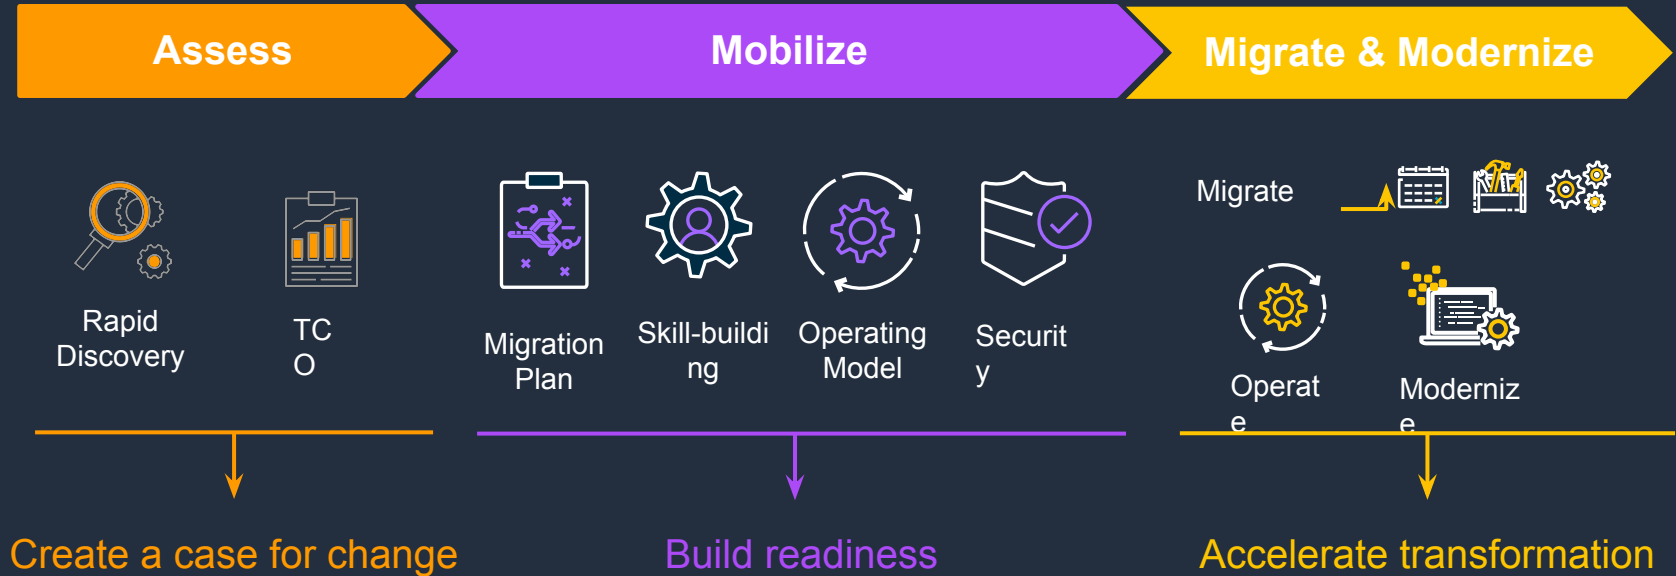 Assess
Mobilize
Migrate & Modernize
Rapid
Discovery
TC
O
Migration
Plan
Skill-buildi
ng
Operating
Model
Securit
y
Migrate
Operat
e
Moderniz
e
Create a case for change
Build readiness
Accelerate transformation